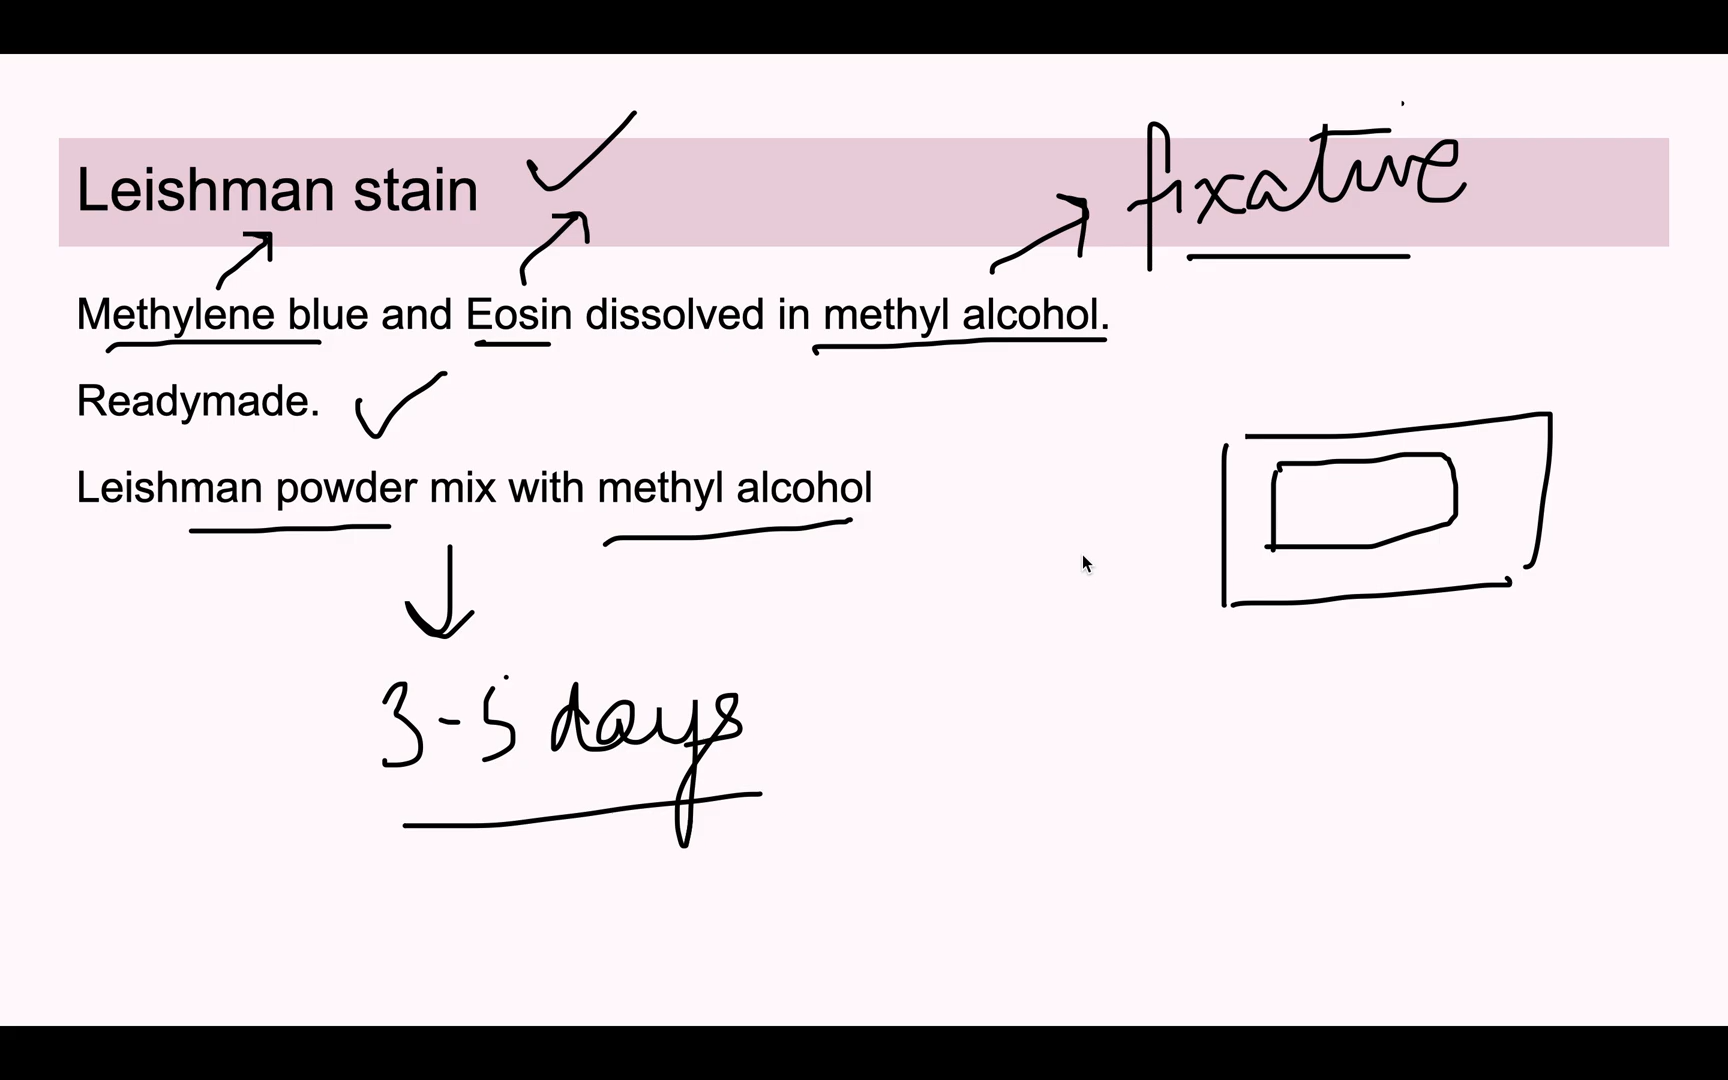 Leishman stain
fixative
Methylene blue and Eosin dissolved in methyl alcohol.
Readymade.
Leishman powder mix with methyl alcohol
3-5 days